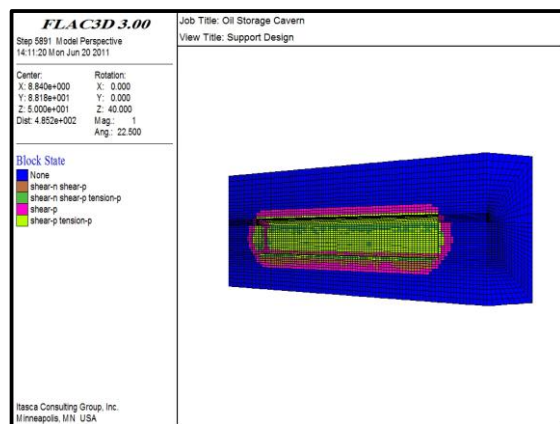 FLAC3D 3.00
Step 5891 Model Perspective
14:11:20 Mon Jun 20 2011
Center:
X: 8.840e+000
Y: 8.818e+001
Z: 5.000e+001
Dist: 4.852e+002
Rotation:
X: 0.000
Y: 0.000
Z: 40.000
Mag.: 1
Ang.: 22.500
Block State
None
shear-n shear-p
shear-n shear-p tension-p
shear-p
shear-p tension-p
Itasca Consulting Group, Inc.
Minneapolis, MN USA
Job Title: Oil Storage Cavern
View Title: Support Design